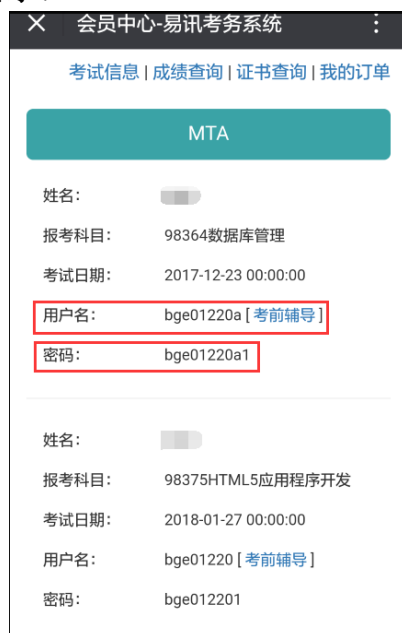 会员中心-易讯考务系统
考试信息 | 成绩查询 | 证书查询 | 我的订单
MTA
姓名：
报考科目： 98364数据库管理
考试日期： 2017-12-23 00:00:00
用户名： bge01220a [ 考前辅导 ]
密码： bge01220a1
姓名：
报考科目： 98375HTML5应用程序开发
考试日期： 2018-01-27 00:00:00
用户名： bge01220 [ 考前辅导 ]
密码： bge012201